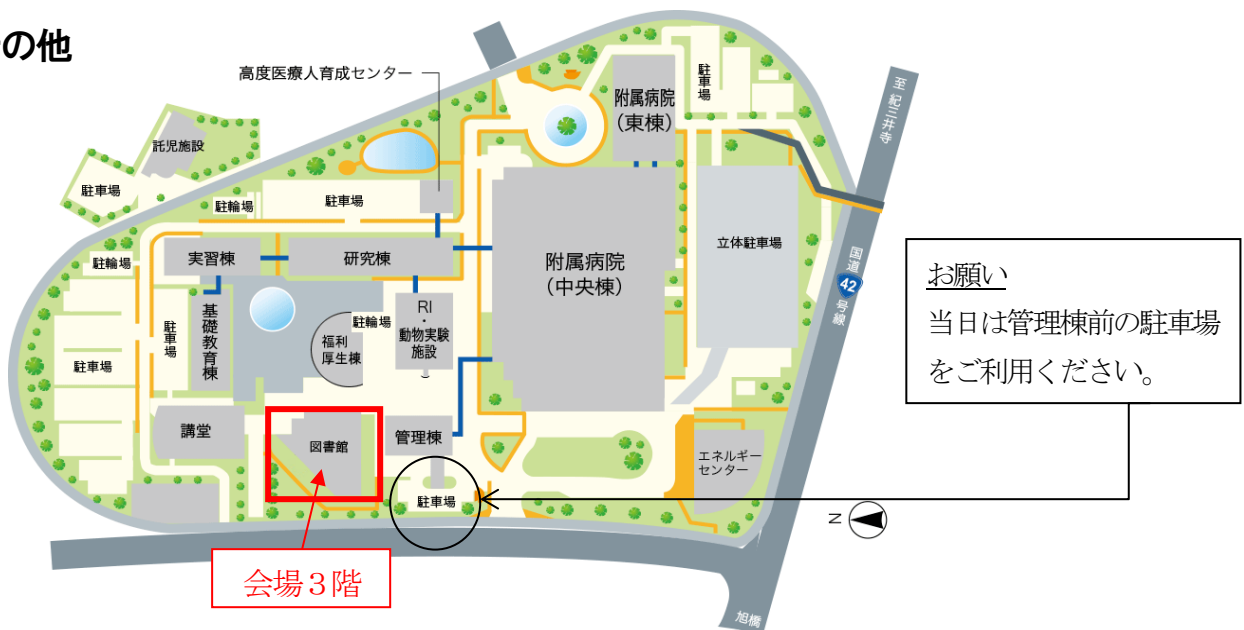 の他
高度医療人育成センター
附属病院
(東棟)
駐車場
至 紀三井寺
託児施設
駐車場
駐輪場
駐車場
立体駐車場
実習棟
研究棟
附属病院
(中央棟)
駐輪場
国道
42
号線
お願い
当日は管理棟前の駐車場
をご利用ください。
基礎教育棟
駐車場
福利
厚生棟
駐輪場
RI
・
動物実験
施設
駐車場
講堂
図書館
管理棟
エネルギー
センター
駐車場
N
会場3階
旭橋